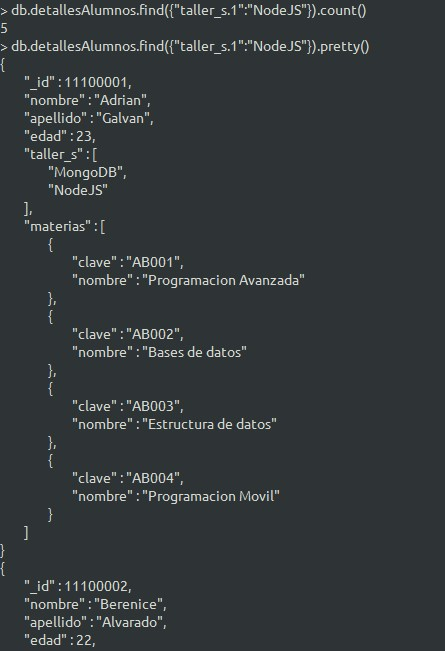 > db.detallesAlumnos.find({"taller_s.1":"NodeJS"}).count()
5
> db.detallesAlumnos.find({"taller_s.1":"NodeJS"}).pretty()
{
"_id" : 11100001,
"nombre" : "Adrian",
"apellido" : "Galvan",
"edad" : 23,
"taller_s" : [
"MongoDB",
"NodeJS"
],
"materias" : [
{
"clave" : "AB001",
"nombre" : "Programacion Avanzada"
},
{
"clave" : "AB002",
"nombre" : "Bases de datos"
},
{
"clave" : "AB003",
"nombre" : "Estructura de datos"
},
{
"clave" : "AB004",
"nombre" : "Programacion Movil"
}
]
}
{
"_id" : 11100002,
"nombre" : "Berenice",
"apellido" : "Alvarado",
"edad" : 22,